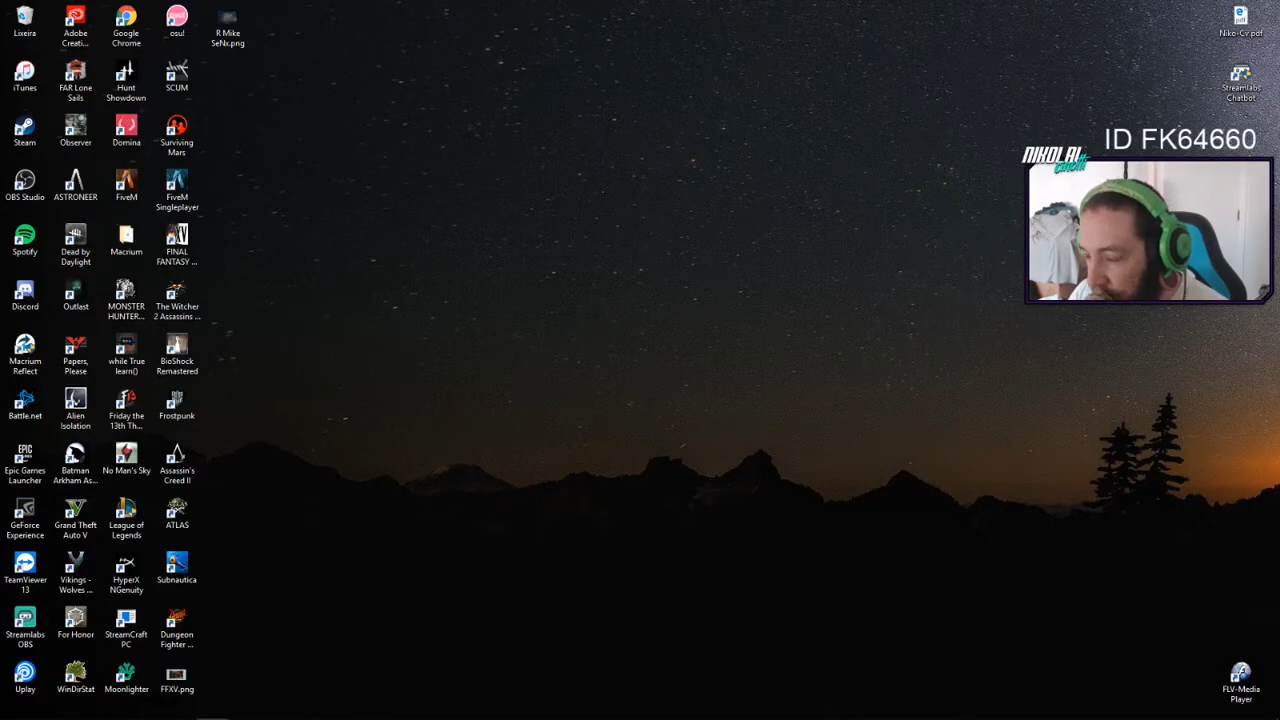 Lixeira
Adobe
Creati...
Google
Chrome
osu!
R Mike
SeNx.png
iTunes
FAR Lone
Sails
Hunt
Showdown
SCUM
Steam
Observer
Domina
Surviving
Mars
OBS Studio
ASTRONEER
FiveM
FiveM
Singleplayer
Spotify
Dead by
Daylight
Macrium
XV
FINAL
FANTASY ...
Discord
Outlast
MONSTER
HUNTER...
The Witcher
2 Assassins ...
Macrium
Reflect
Papers,
Please
while True
learn()
BioShock
Remastered
Battle.net
Alien
Isolation
Friday the
13th Th...
Frostpunk
EPIC
GAMES
Epic Games
Launcher
Batman
Arkham As...
No Man's Sky
Assassin's
Creed II
GeForce
Experience
Grand Theft
Auto V
League of
Legends
ATLAS
TeamViewer
13
Vikings -
Wolves ...
HyperX
NGenuity
Subnautica
Streamlabs
OBS
For Honor
StreamCraft
PC
Dungeon
Fighter ...
Uplay
WinDirStat
Moonlighter
FFXV.png
pdf
Niko-Cv.pdf
Streamlabs
Chatbot
ID FK64660
NIKOLAI
FLV-Media
Player